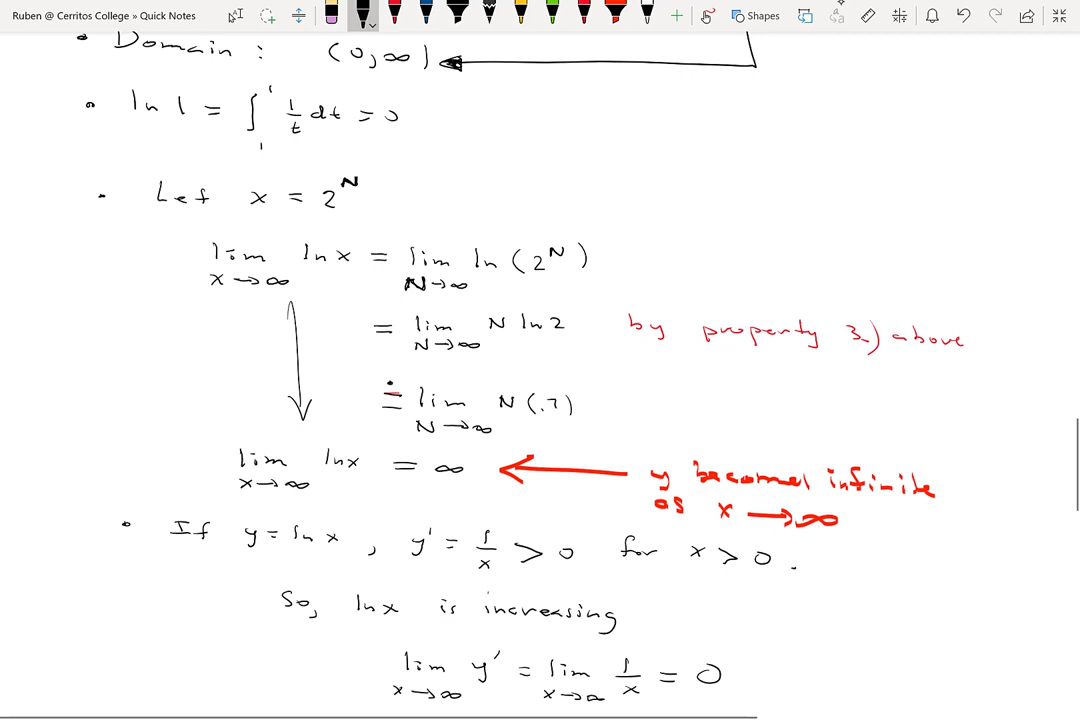 Ruben @ Cerritos College » Quick Notes
Shapes
• Domain : (0,∞)
• ln 1 = ∫₁¹ 1/t dt = 0
• Let x = 2^N
lim x→∞ ln x = lim N→∞ ln (2^N)
= lim N→∞ N ln 2 by property 3.) above
≐ lim N→∞ N (.7)
lim x→∞ ln x = ∞ ← y becomes infinite
as x → ∞
• If y = ln x , y' = 1/x > 0 for x > 0 .
So, ln x is increasing
lim x→∞ y' = lim x→∞ 1/x = 0